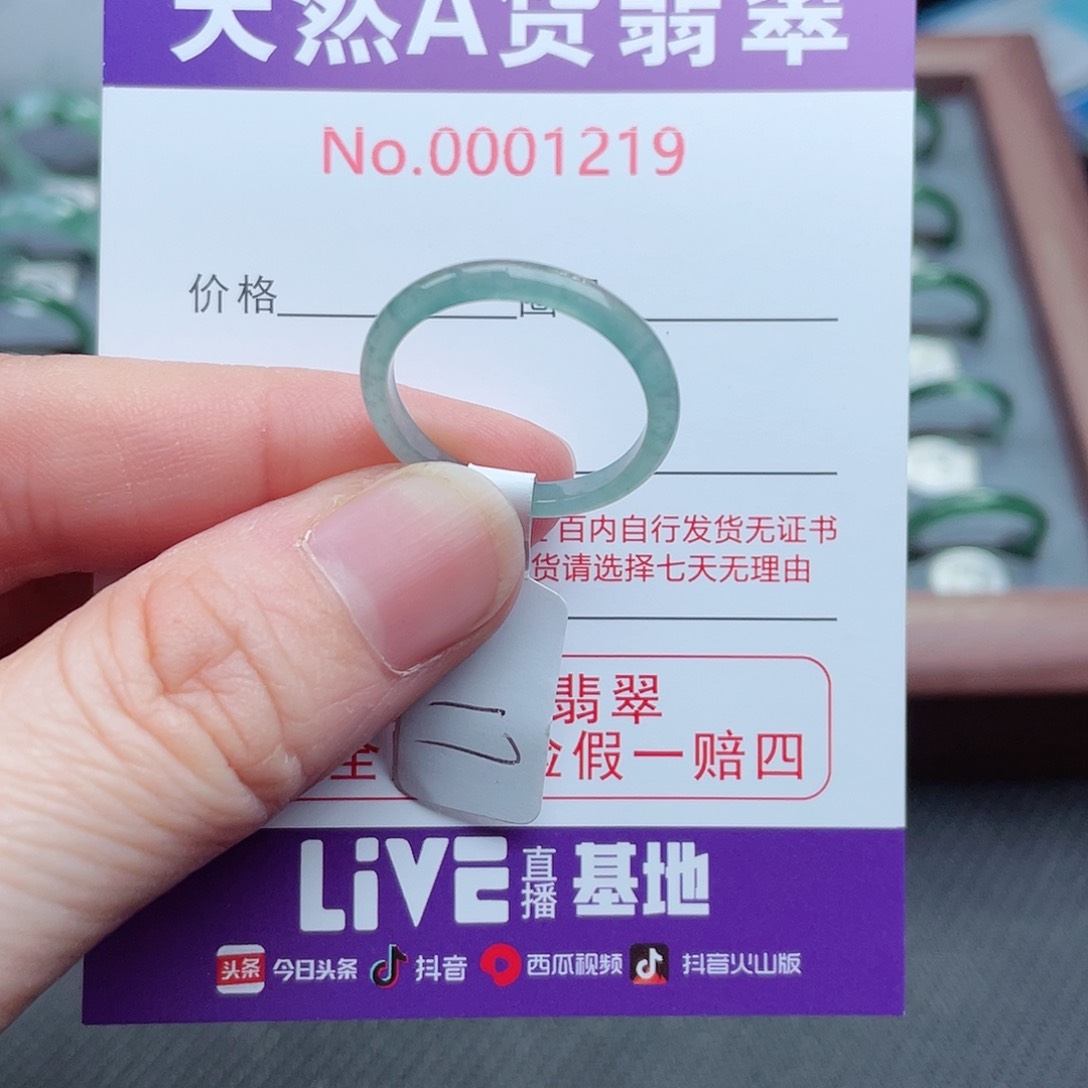 天然A货翡翠
No.0001219
价格
百内自行发货无证书
货请选择七天无理由
翡翠
全 假一赔四
LiVE直播基地
头条 今日头条 抖音 西瓜视频 抖音火山版